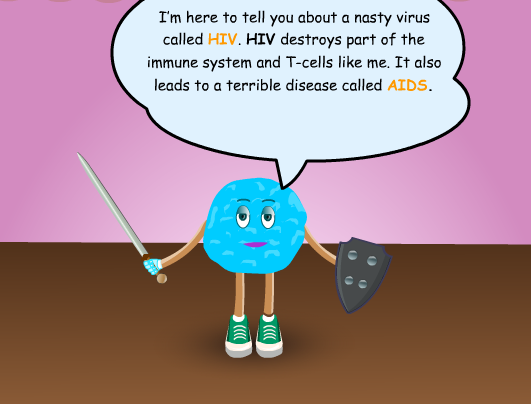 I'm here to tell you about a nasty virus
called HIV. HIV destroys part of the
immune system and T-cells like me. It also
leads to a terrible disease called AIDS.